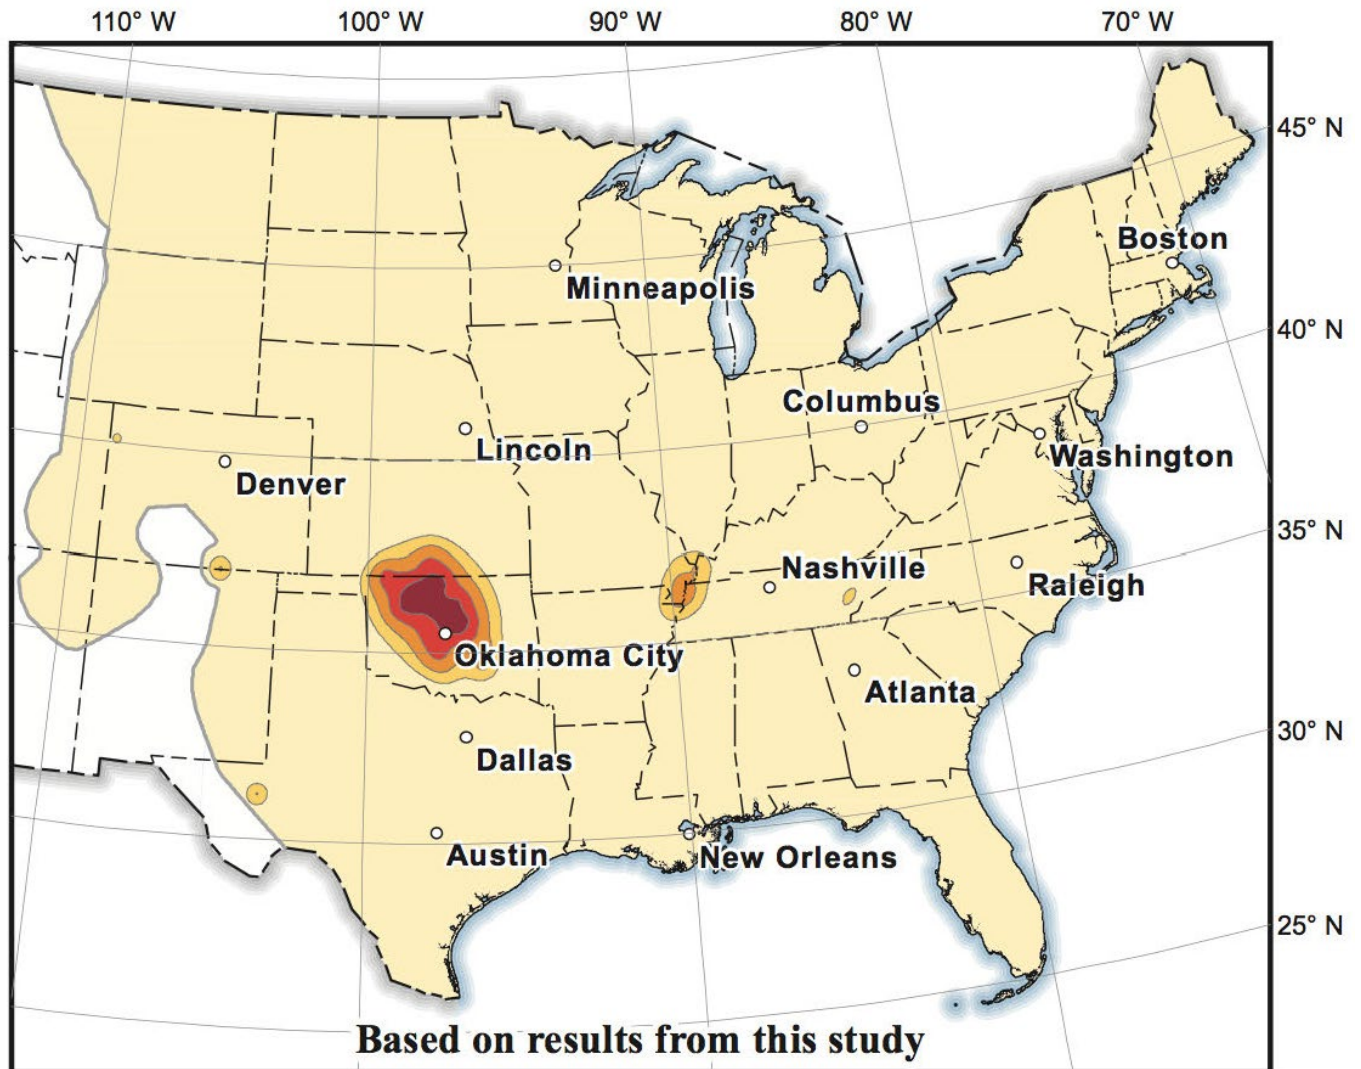 110° W
100° W
90° W
80° W
70° W
45° N
Boston
Minneapolis
40° N
Columbus
Lincoln
Washington
Denver
35° N
Nashville
Raleigh
Oklahoma City
Atlanta
30° N
Dallas
Austin
New Orleans
25° N
Based on results from this study